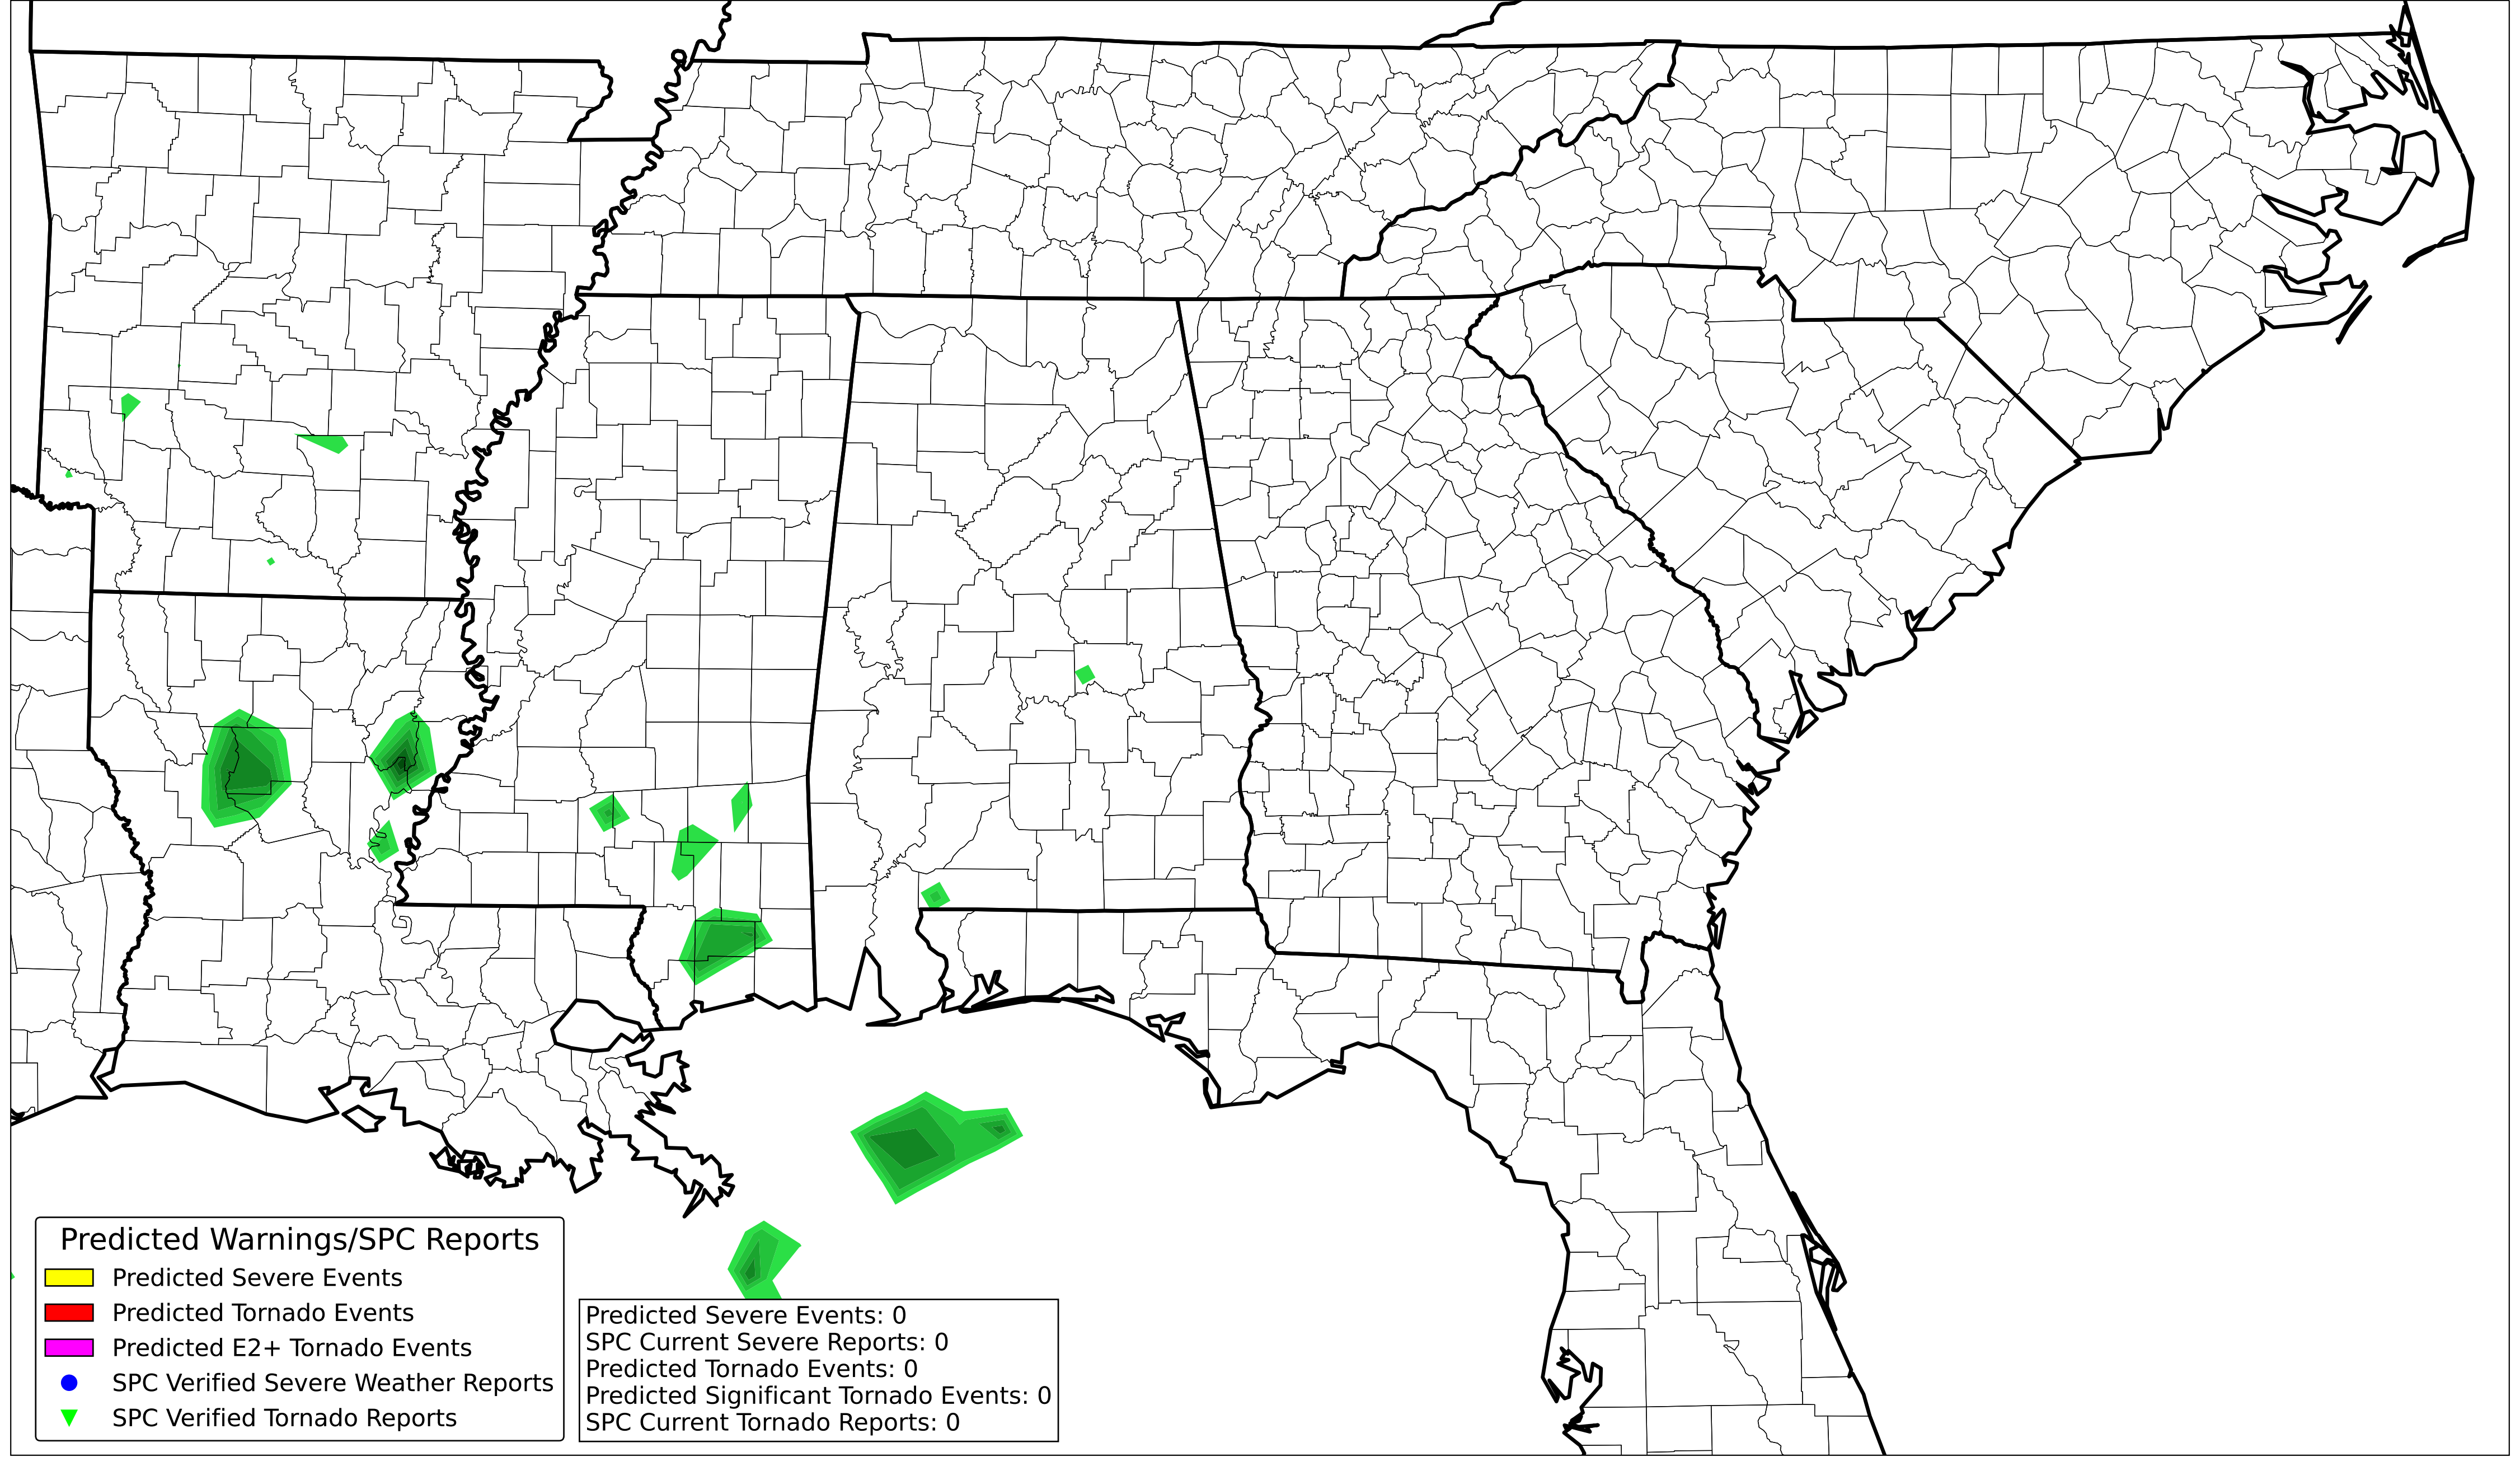 Predicted Warnings/SPC Reports
Predicted Severe Events
Predicted Tornado Events
Predicted E2+ Tornado Events
SPC Verified Severe Weather Reports
SPC Verified Tornado Reports
Predicted Severe Events: 0
SPC Current Severe Reports: 0
Predicted Tornado Events: 0
Predicted Significant Tornado Events: 0
SPC Current Tornado Reports: 0